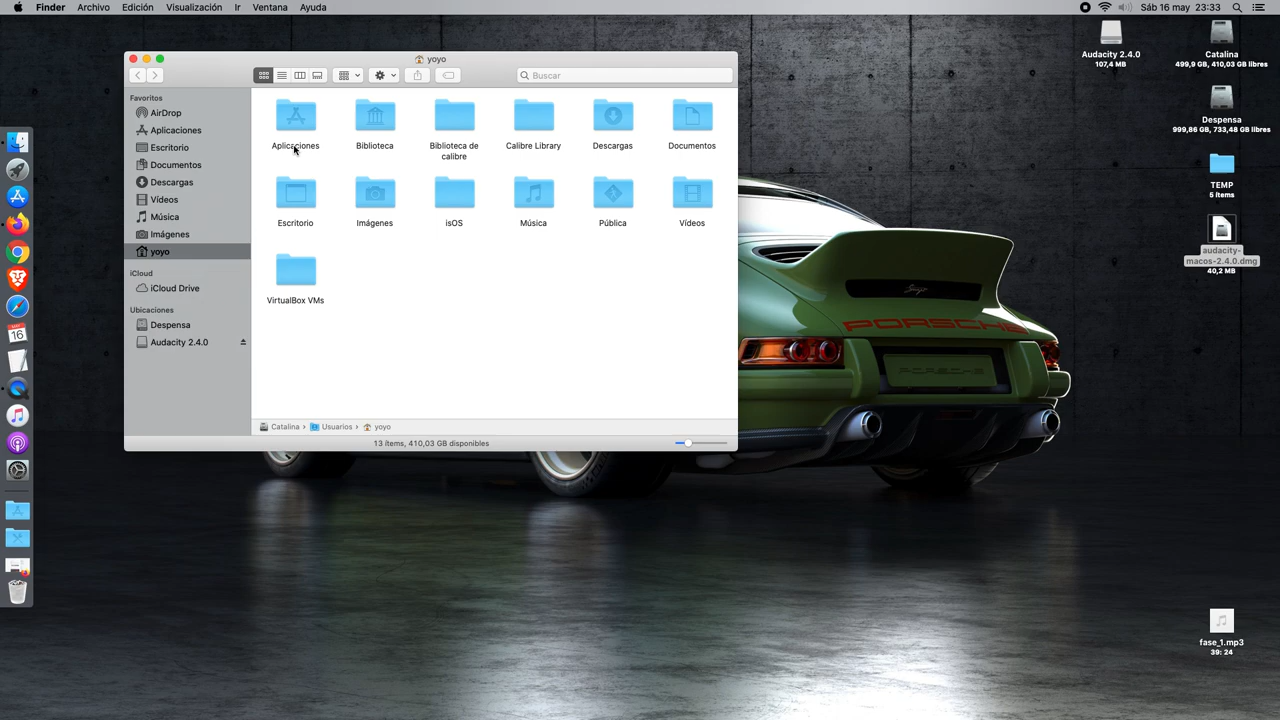 Finder Archivo Edición Visualización Ir Ventana Ayuda Sáb 16 may 23:33
yoyo
Buscar
Favoritos
AirDrop
Aplicaciones
Escritorio
Documentos
Descargas
Vídeos
Música
Imágenes
yoyo
iCloud
iCloud Drive
Ubicaciones
Despensa
Audacity 2.4.0
Aplicaciones Biblioteca Biblioteca de Calibre Library Descargas Documentos
calibre
Escritorio Imágenes isOS Música Pública Vídeos
VirtualBox VMs
Catalina › Usuarios › yoyo
13 ítems, 410,03 GB disponibles
Audacity 2.4.0
107,4 MB
Catalina
499,9 GB, 410,03 GB libres
Despensa
999,86 GB, 733,48 GB libres
TEMP
5 ítems
audacity-
macos-2.4.0.dmg
40,2 MB
fase_1.mp3
39: 24
PORSCHE
PORSCHE
MAY
16